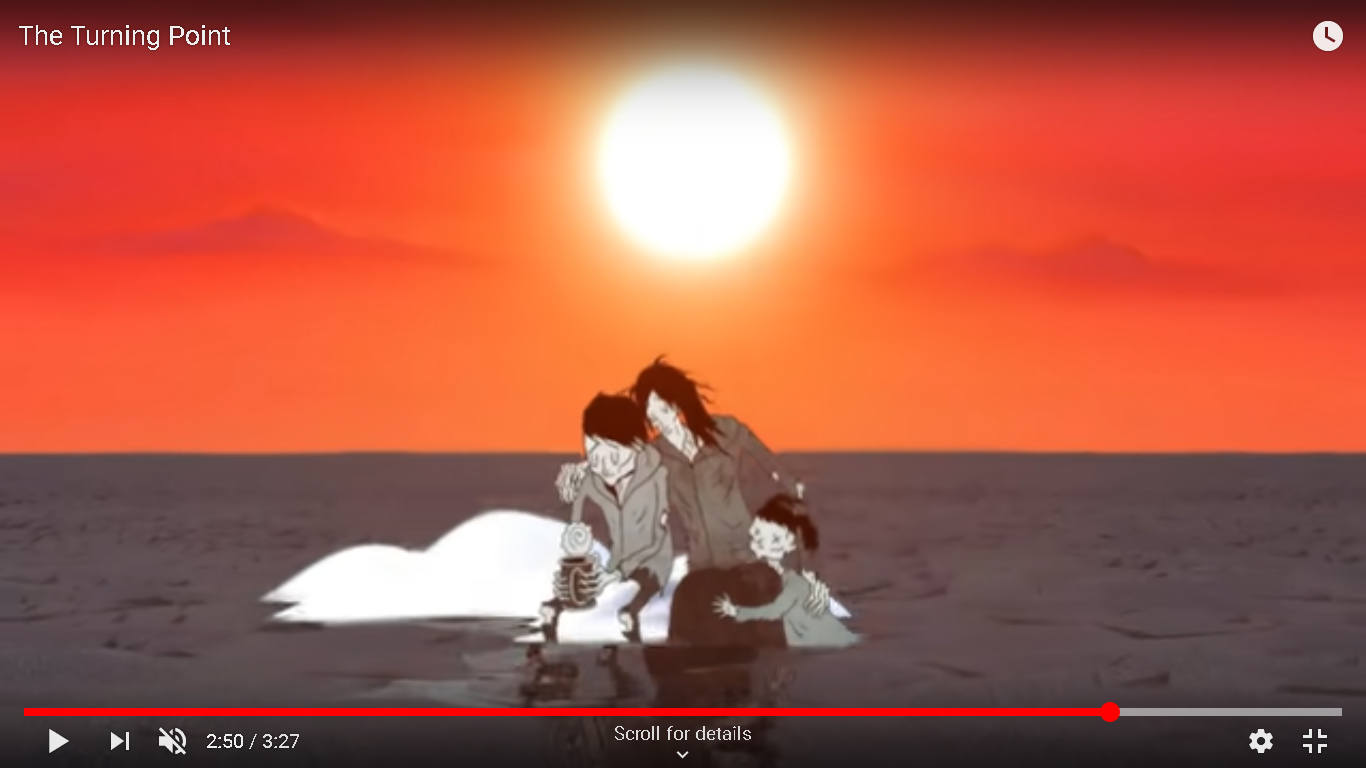 The Turning Point
Scroll for details
2:50 / 3:27